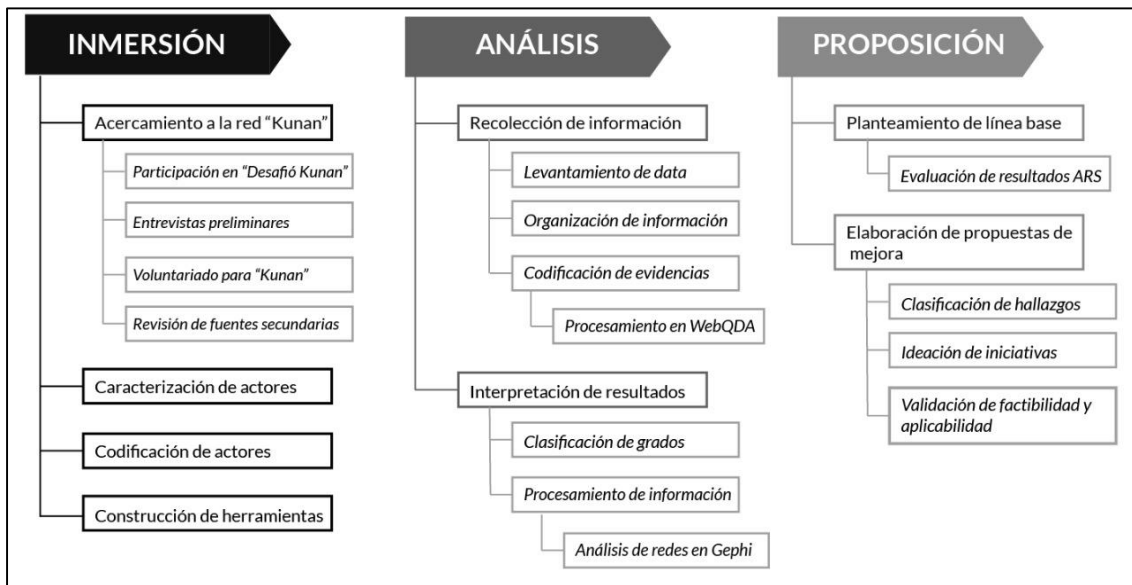 INMERSIÓN
Acercamiento a la red “Kunan”
Participación en “Desafió Kunan”
Entrevistas preliminares
Voluntariado para “Kunan”
Revisión de fuentes secundarias
Caracterización de actores
Codificación de actores
Construcción de herramientas
ANÁLISIS
Recolección de información
Levantamiento de data
Organización de información
Codificación de evidencias
Procesamiento en WebQDA
Interpretación de resultados
Clasificación de grados
Procesamiento de información
Análisis de redes en Gephi
PROPOSICIÓN
Planteamiento de línea base
Evaluación de resultados ARS
Elaboración de propuestas de
mejora
Clasificación de hallazgos
Ideación de iniciativas
Validación de factibilidad y
aplicabilidad